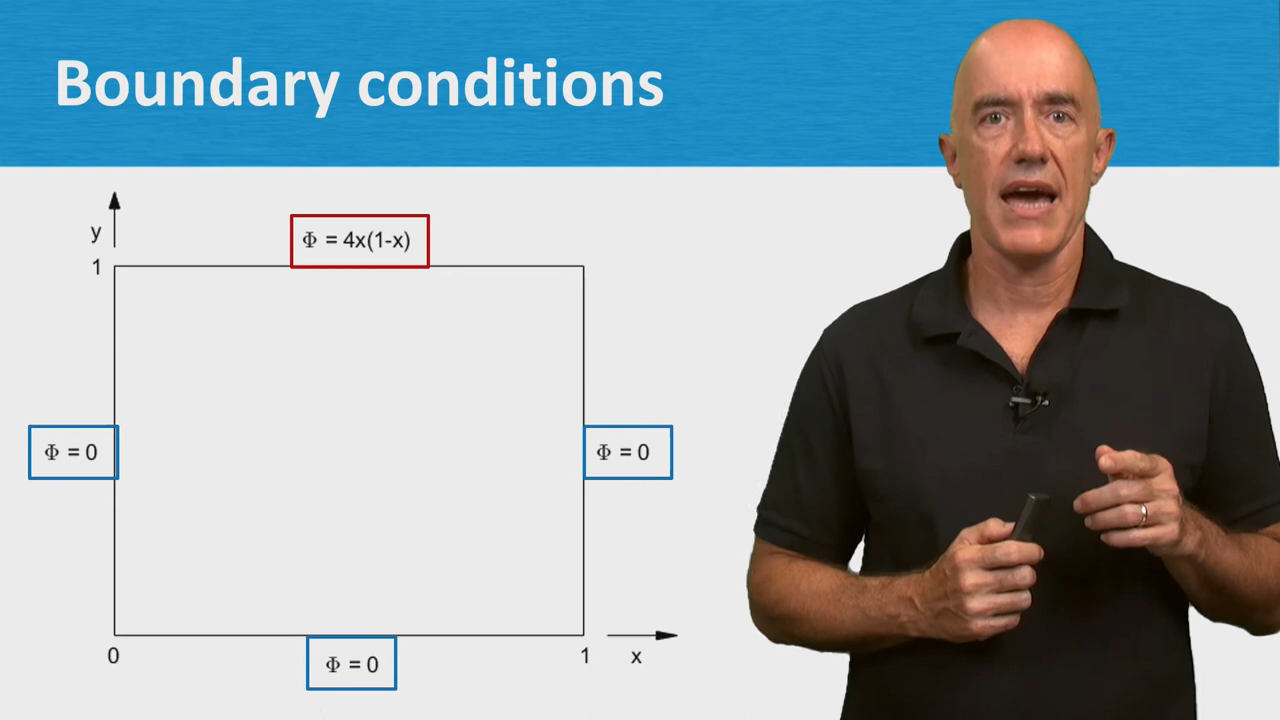 Boundary conditions
y
Φ = 4x(1-x)
1
Φ = 0
Φ = 0
0
Φ = 0
1
x